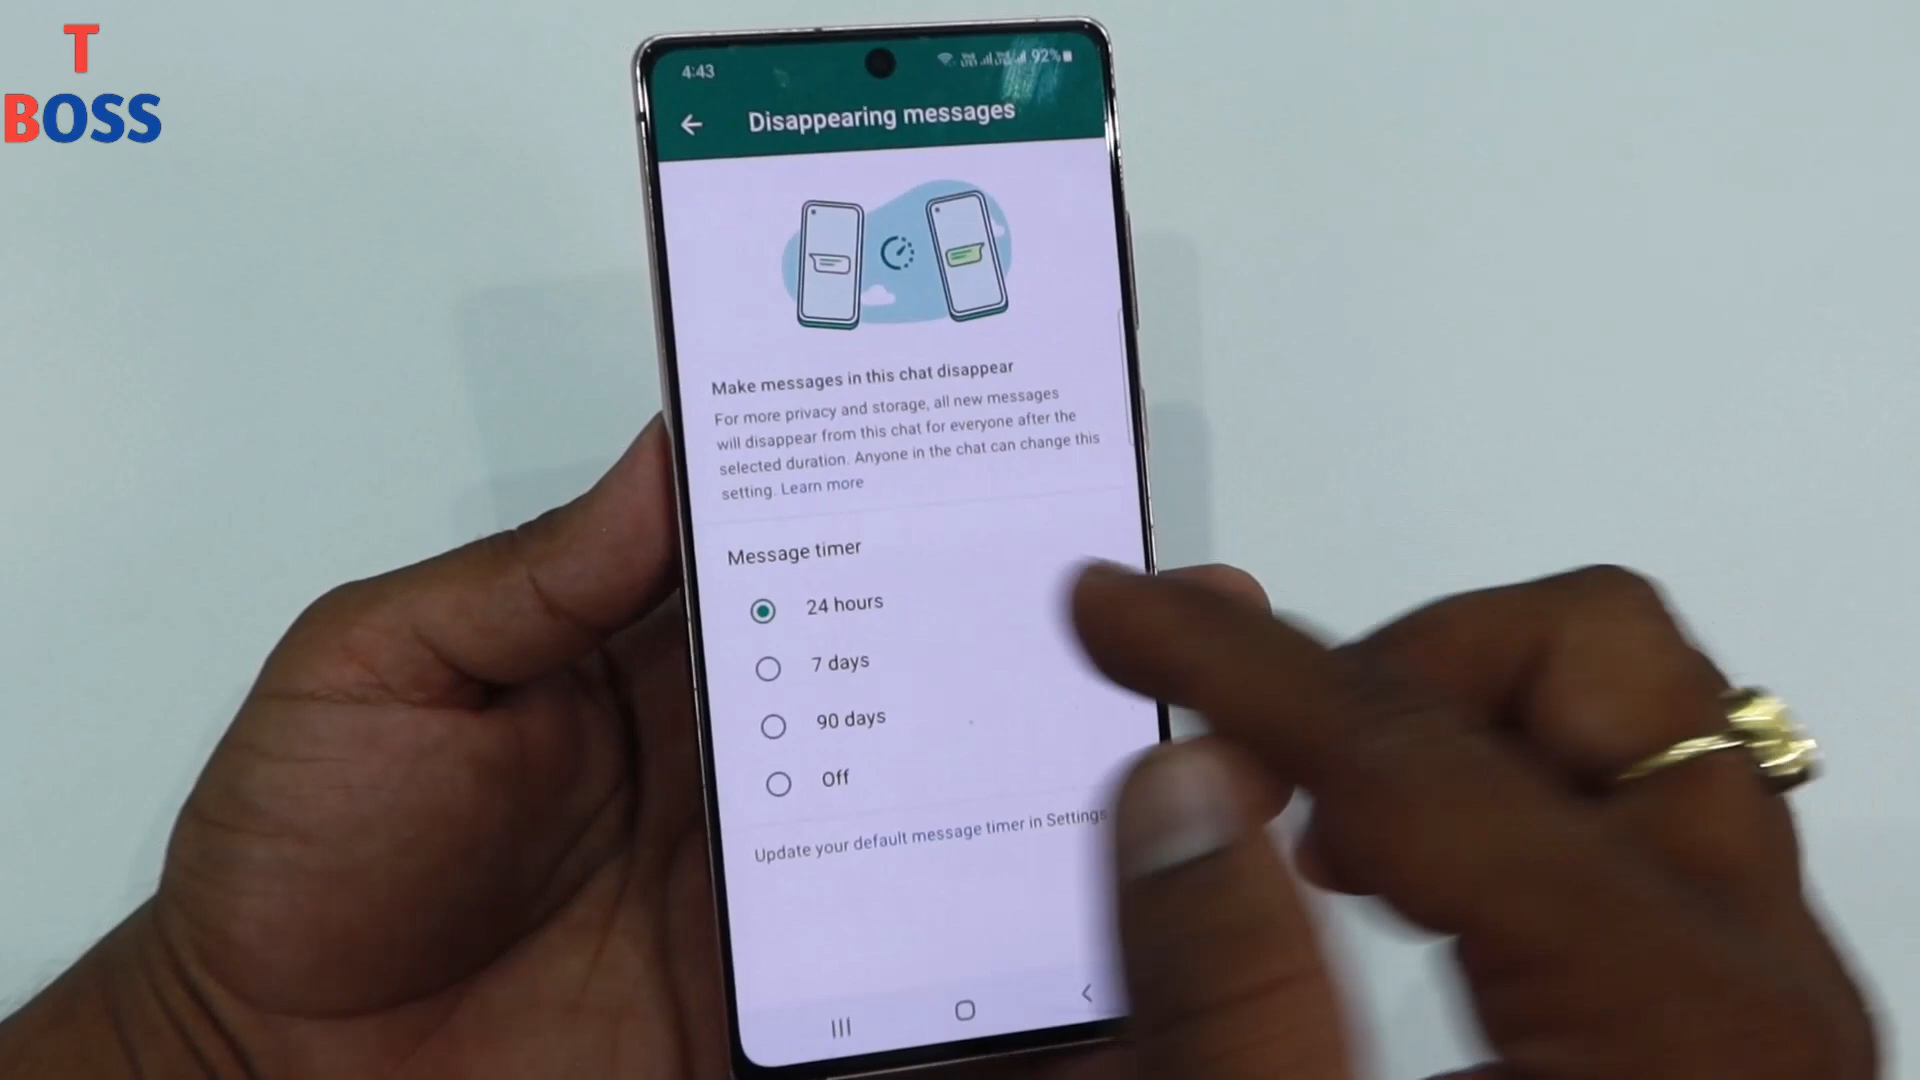 T
BOSS
4:43
92%
Disappearing messages
Make messages in this chat disappear
For more privacy and storage, all new messages
will disappear from this chat for everyone after the
selected duration. Anyone in the chat can change this
setting. Learn more
Message timer
24 hours
7 days
90 days
Off
Update your default message timer in Settings